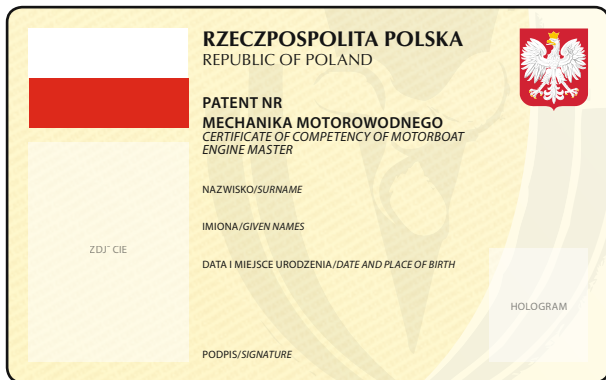 RZECZPOSPOLITA POLSKA
REPUBLIC OF POLAND
PATENT NR
MECHANIKA MOTOROWODNEGO
CERTIFICATE OF COMPETENCY OF MOTORBOAT
ENGINE MASTER
NAZWISKO/SURNAME
IMIONA/GIVEN NAMES
ZDJ¯CIE
DATA I MIEJSCE URODZENIA/DATE AND PLACE OF BIRTH
HOLOGRAM
PODPIS/SIGNATURE